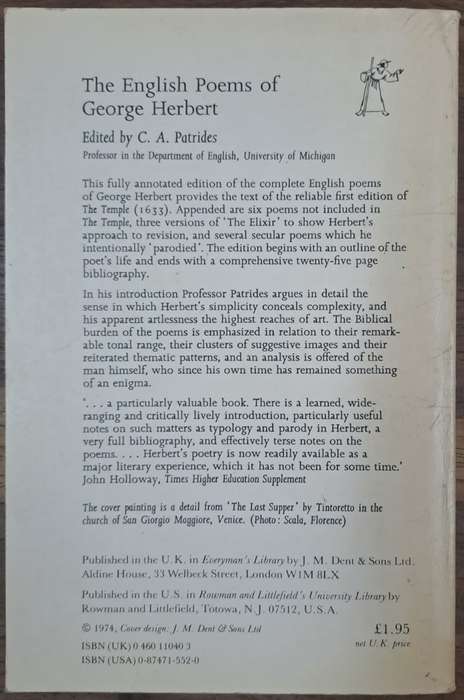 The English Poems of
George Herbert
Edited by C. A. Patrides
Professor in the Department of English, University of Michigan
This fully annotated edition of the complete English poems
of George Herbert provides the text of the reliable first edition of
The Temple (1633). Appended are six poems not included in
The Temple, three versions of 'The Elixir' to show Herbert's
approach to revision, and several secular poems which he
intentionally 'parodied'. The edition begins with an outline of the
poet's life and ends with a comprehensive twenty-five page
bibliography.
In his introduction Professor Patrides argues in detail the
sense in which Herbert's simplicity conceals complexity, and
his apparent artlessness the highest reaches of art. The Biblical
burden of the poems is emphasized in relation to their remark-
able tonal range, their clusters of suggestive images and their
reiterated thematic patterns, and an analysis is offered of the
man himself, who since his own time has remained something
of an enigma.
'. . . a particularly valuable book. There is a learned, wide-
ranging and critically lively introduction, particularly useful
notes on such matters as typology and parody in Herbert, a
very full bibliography, and effectively terse notes on the
poems. . . . Herbert's poetry is now readily available as a
major literary experience, which it has not been for some time.'
John Holloway, Times Higher Education Supplement
The cover painting is a detail from 'The Last Supper' by Tintoretto in the
church of San Giorgio Maggiore, Venice. (Photo: Scala, Florence)
Published in the U.K. in Everyman's Library by J. M. Dent & Sons Ltd.
Aldine House, 33 Welbeck Street, London W1M 8LX
Published in the U.S. in Rowman and Littlefield's University Library by
Rowman and Littlefield, Totowa, N.J. 07512, U.S.A.
© 1974, Cover design: J. M. Dent & Sons Ltd
£1.95
net U.K. price
ISBN (UK) 0 460 11040 3
ISBN (USA) 0-87471-552-0